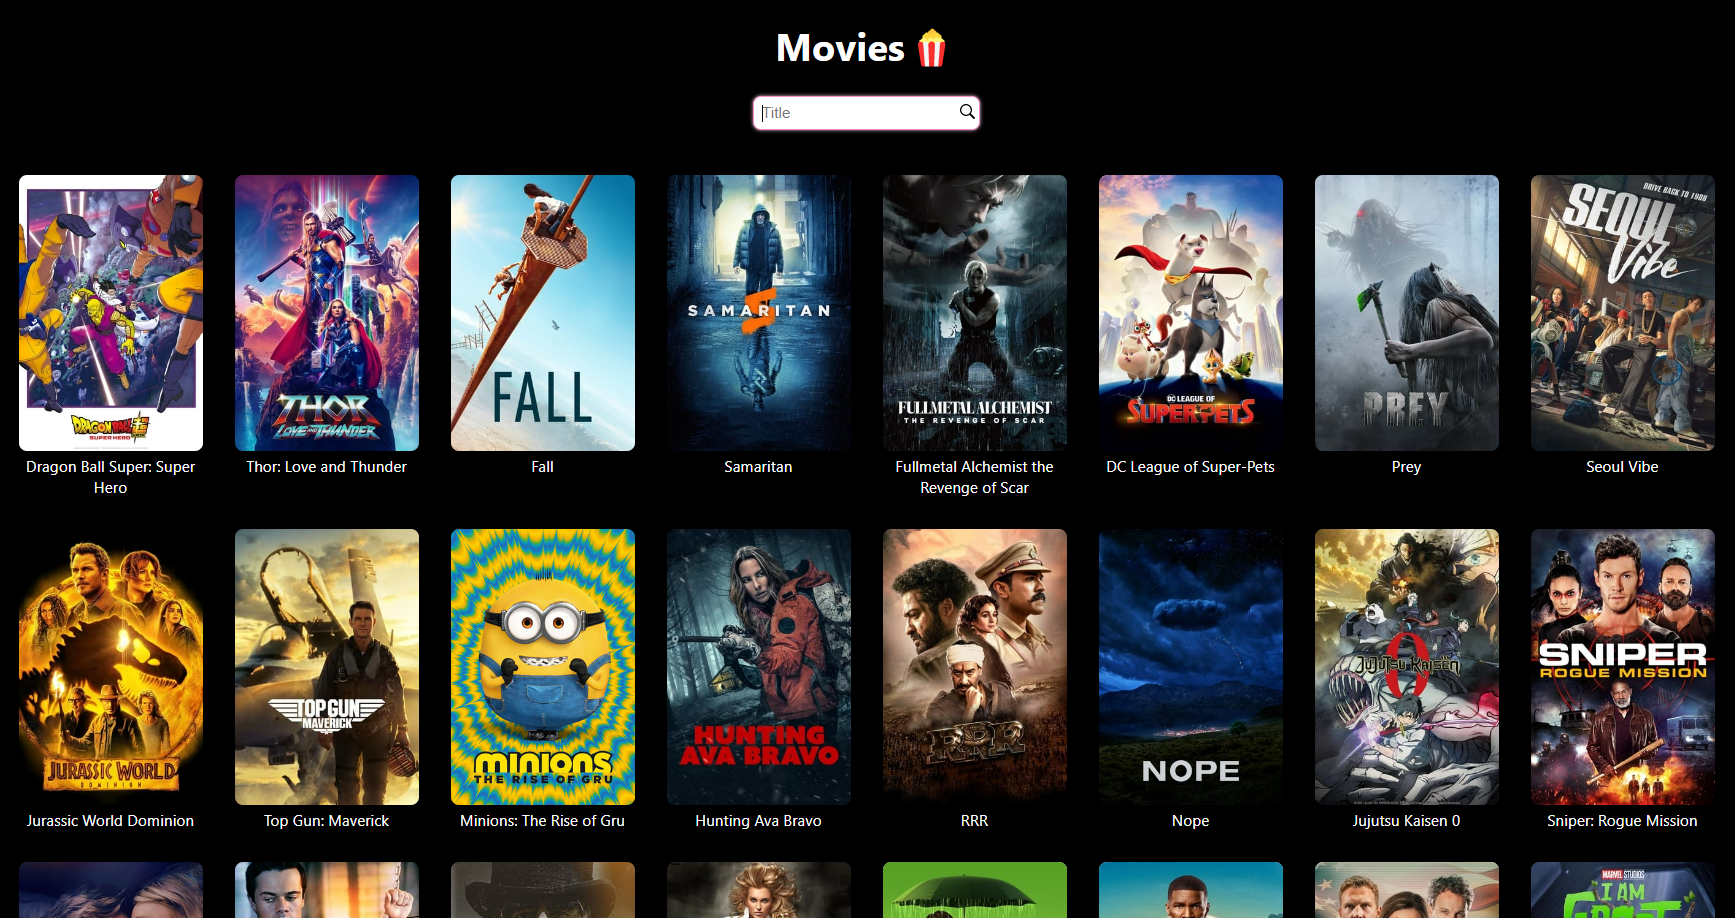 Movies
Title
DRAGONBALL
SUPER HERO
THOR
LOVE AND THUNDER
FALL
SAMARITAN
FULLMETAL ALCHEMIST
THE REVENGE OF SCAR
DC LEAGUE OF
SUPER-PETS
PREY
DRIVE BACK TO 1988
SEOUL
Vibe
Dragon Ball Super: Super
Hero
Thor: Love and Thunder
Fall
Samaritan
Fullmetal Alchemist the
Revenge of Scar
DC League of Super-Pets
Prey
Seoul Vibe
JURASSIC WORLD
DOMINION
TOP GUN
MAVERICK
MINIONS
THE RISE OF GRU
HUNTING
AVA BRAVO
RRR
NOPE
JUJUTSU KAISEN
0
SNIPER
ROGUE MISSION
Jurassic World Dominion
Top Gun: Maverick
Minions: The Rise of Gru
Hunting Ava Bravo
RRR
Nope
Jujutsu Kaisen 0
Sniper: Rogue Mission
MARVEL STUDIOS
I AM
GROOT